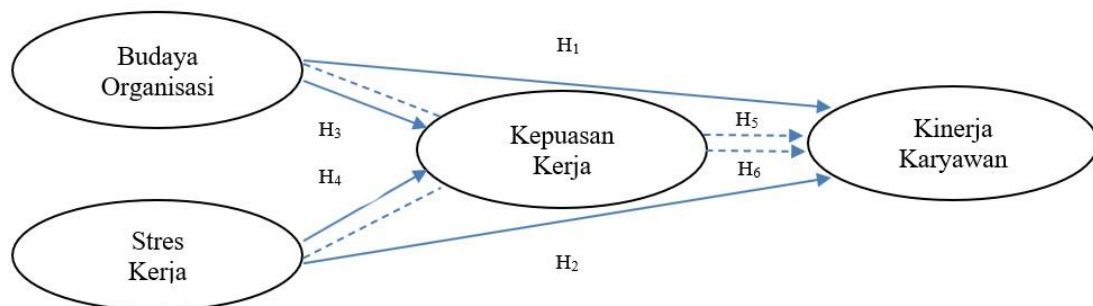 Budaya
Organisasi
H1
H3
Kepuasan
Kerja
H5
H6
Kinerja
Karyawan
H4
Stres
Kerja
H2